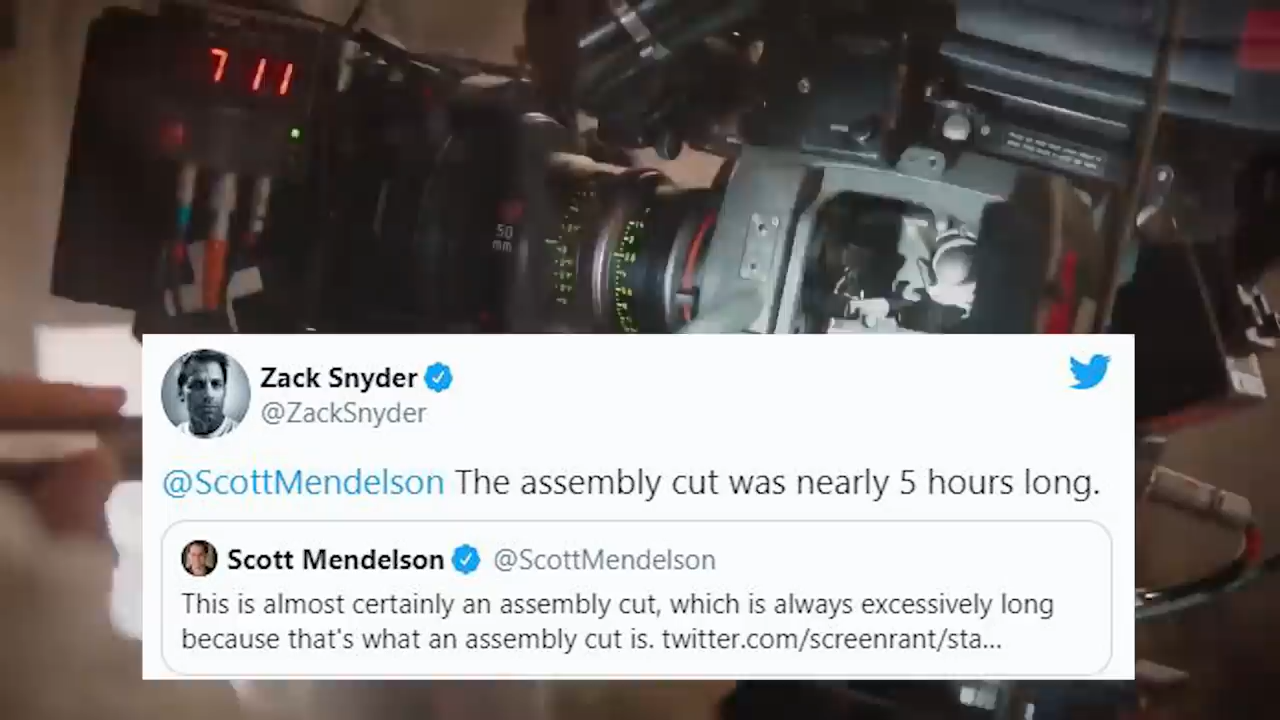 7 11
50
mm
Zack Snyder
@ZackSnyder
@ScottMendelson The assembly cut was nearly 5 hours long.
Scott Mendelson @ScottMendelson
This is almost certainly an assembly cut, which is always excessively long
because that's what an assembly cut is. twitter.com/screenrant/sta...